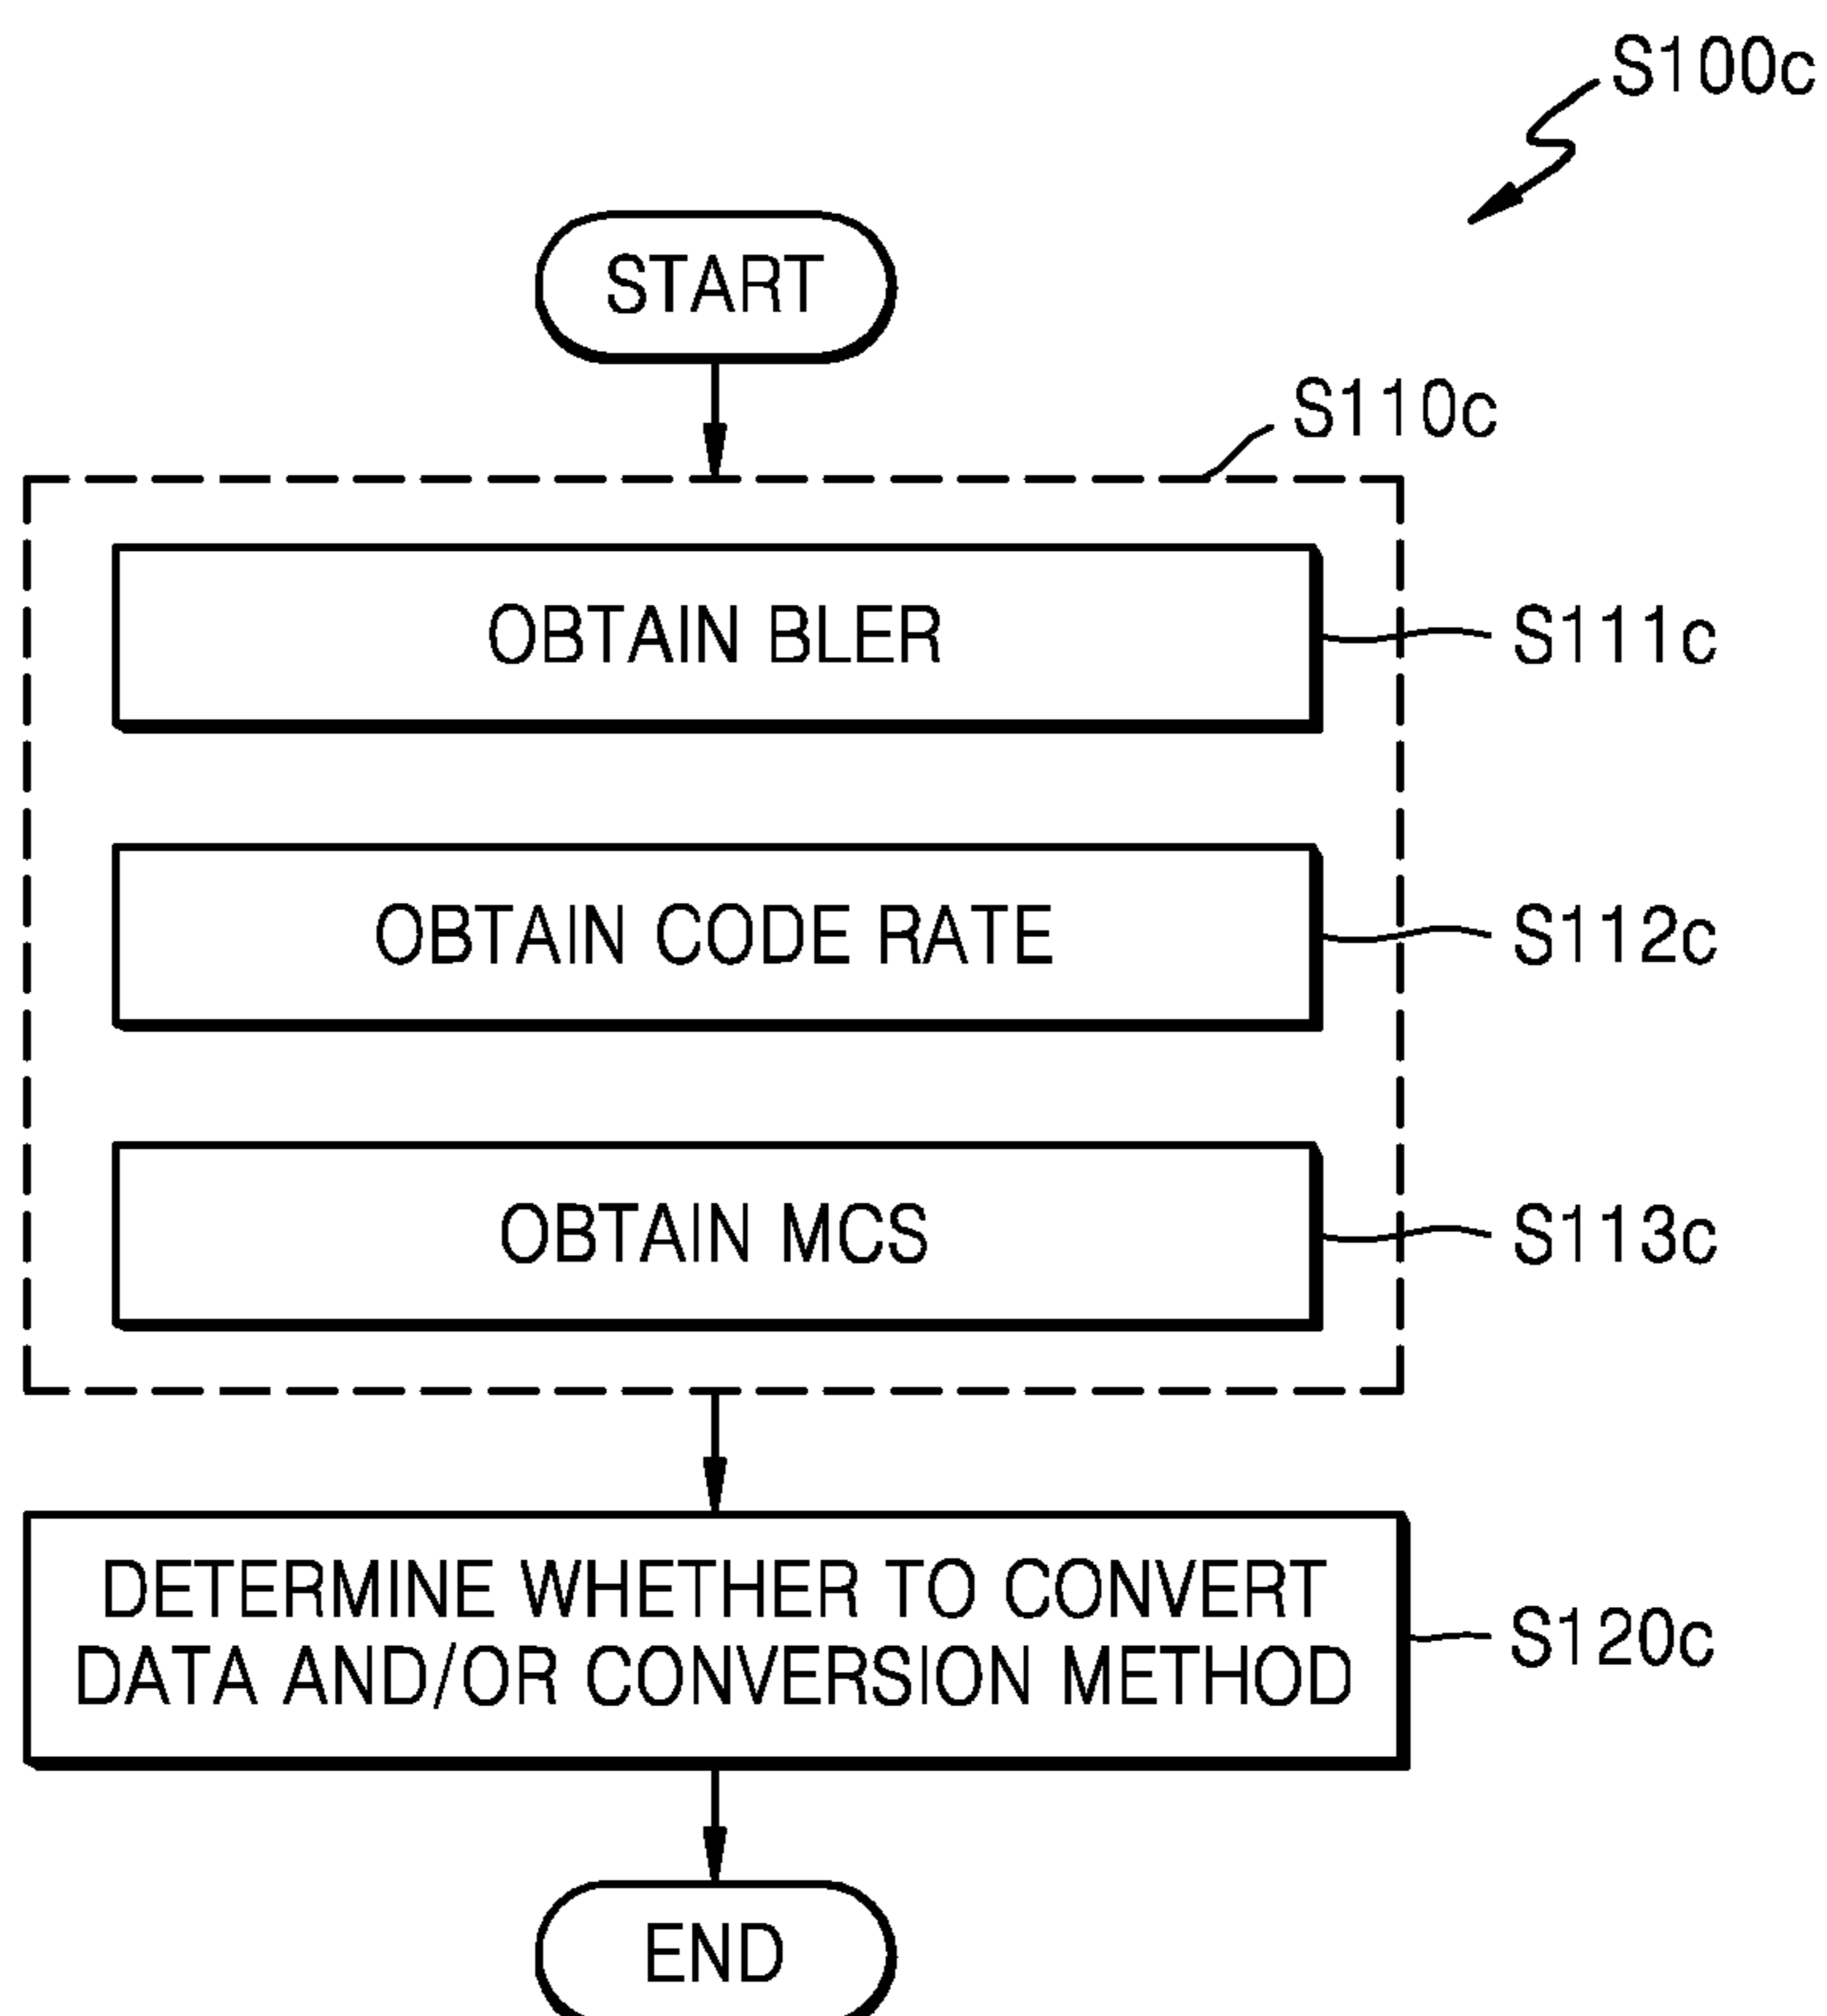 S100c
START
S110c
OBTAIN BLER
S111c
OBTAIN CODE RATE
S112c
OBTAIN MCS
S113c
DETERMINE WHETHER TO CONVERT
DATA AND/OR CONVERSION METHOD
S120c
END